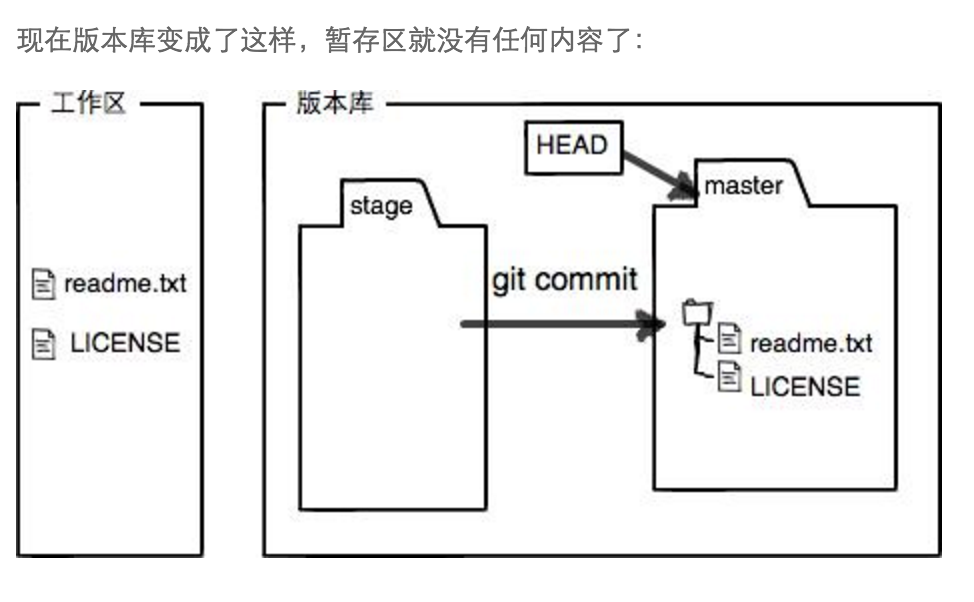 现在版本库变成了这样，暂存区就没有任何内容了：
工作区
版本库
HEAD
master
stage
git commit
readme.txt
LICENSE
readme.txt
LICENSE